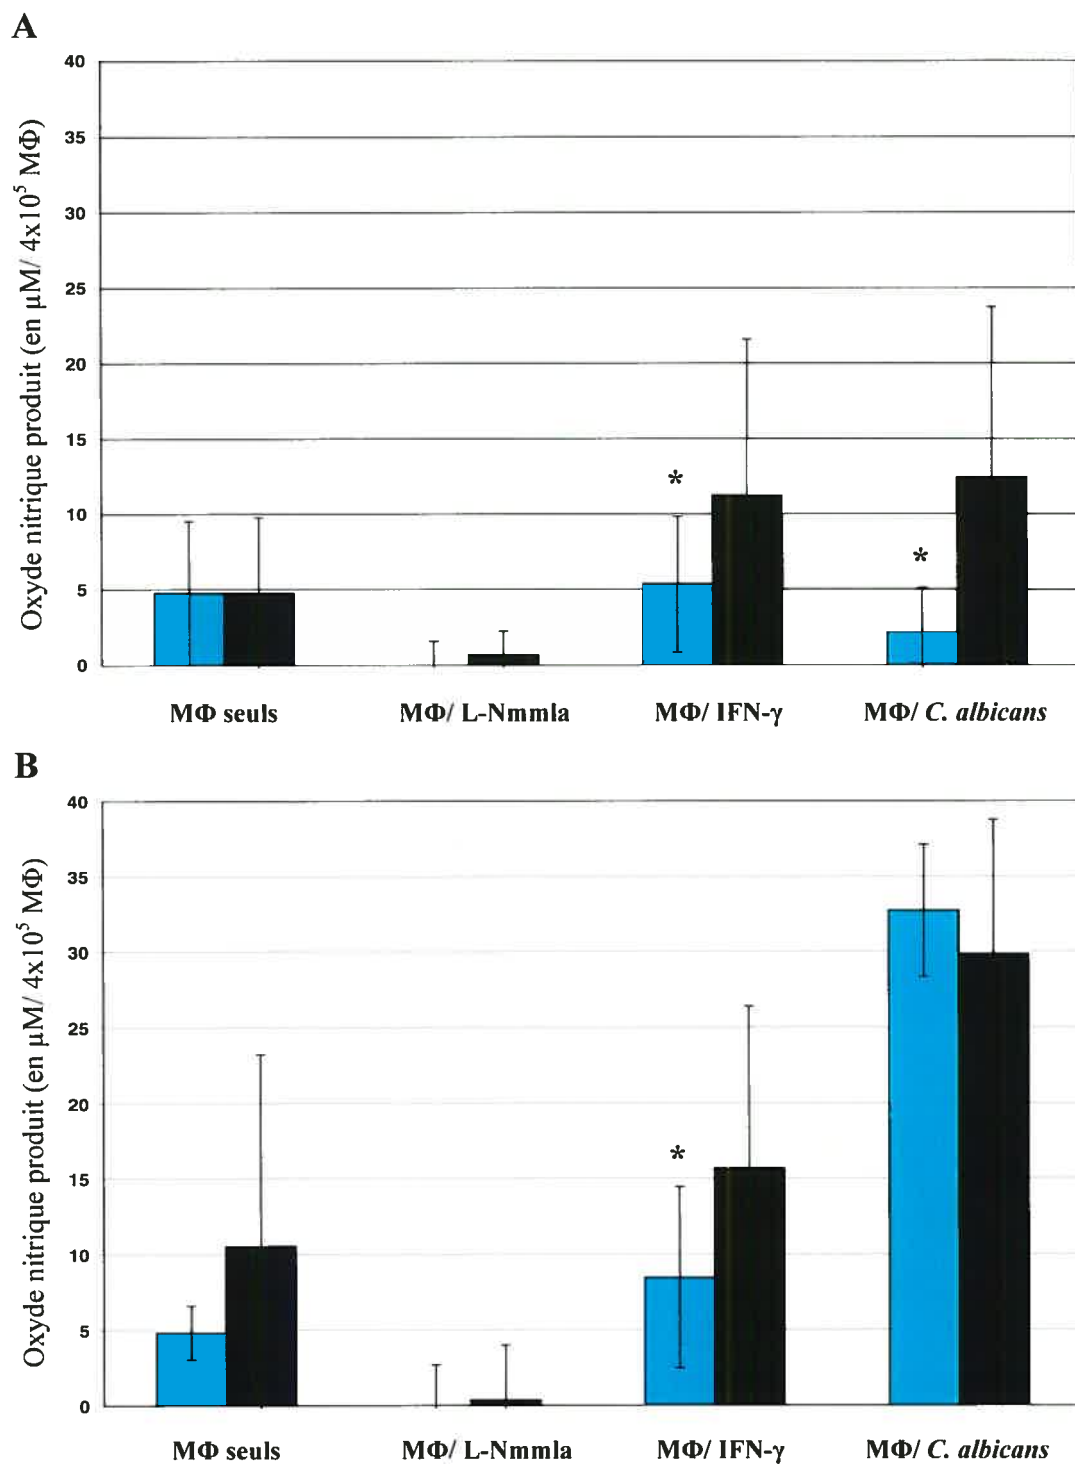 A
Oxyde nitrique produit (en µM/ 4x10⁵ MΦ)
40
35
30
25
20
15
10
5
0
*
*
MΦ seuls
MΦ/ L-Nmmla
MΦ/ IFN-γ
MΦ/ C. albicans
B
Oxyde nitrique produit (en µM/ 4x10⁵ MΦ)
40
35
30
25
20
15
10
5
0
*
MΦ seuls
MΦ/ L-Nmmla
MΦ/ IFN-γ
MΦ/ C. albicans